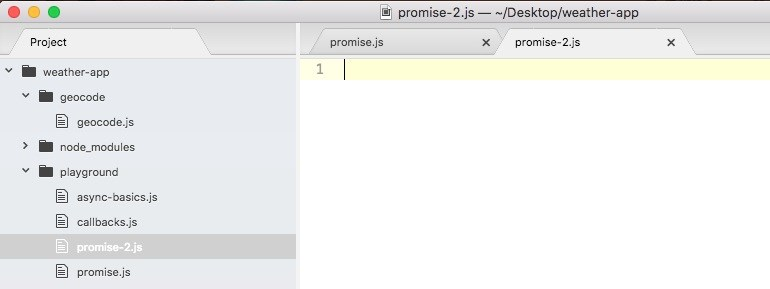 promise-2.js — ~/Desktop/weather-app
Project
promise.js
promise-2.js
weather-app
geocode
geocode.js
node_modules
playground
async-basics.js
callbacks.js
promise-2.js
promise.js
1